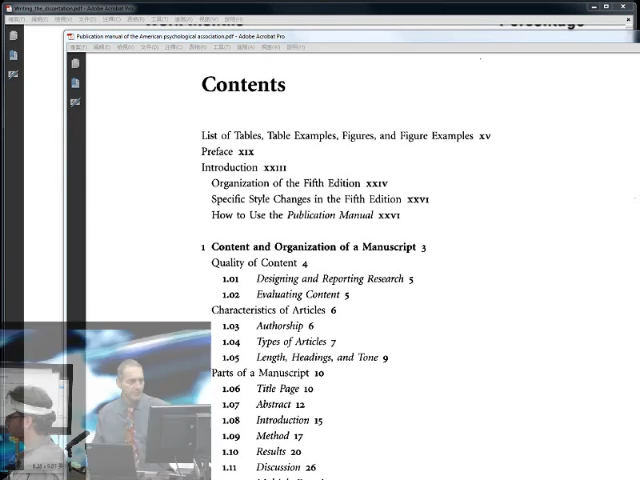 Writing_the_dissertation.pdf - Adobe Acrobat Pro
Publication manual of the American psychological association.pdf - Adobe Acrobat Pro
Contents
List of Tables, Table Examples, Figures, and Figure Examples xv
Preface xix
Introduction xxiii
Organization of the Fifth Edition xxiv
Specific Style Changes in the Fifth Edition xxvi
How to Use the Publication Manual xxvi
1 Content and Organization of a Manuscript 3
Quality of Content 4
1.01 Designing and Reporting Research 5
1.02 Evaluating Content 5
Characteristics of Articles 6
1.03 Authorship 6
1.04 Types of Articles 7
1.05 Length, Headings, and Tone 9
Parts of a Manuscript 10
1.06 Title Page 10
1.07 Abstract 12
1.08 Introduction 15
1.09 Method 17
1.10 Results 20
1.11 Discussion 26